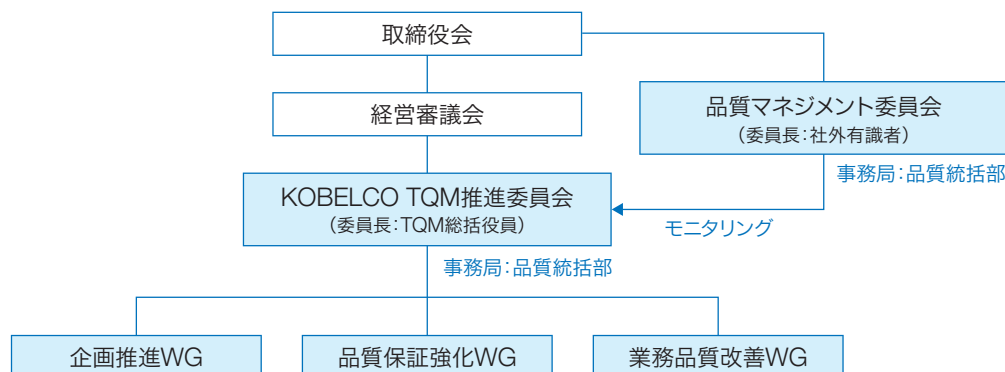 取締役会
経営審議会
品質マネジメント委員会
（委員長：社外有識者）
事務局：品質統括部
KOBELCO TQM推進委員会
（委員長：TQM総括役員）
モニタリング
事務局：品質統括部
企画推進WG
品質保証強化WG
業務品質改善WG